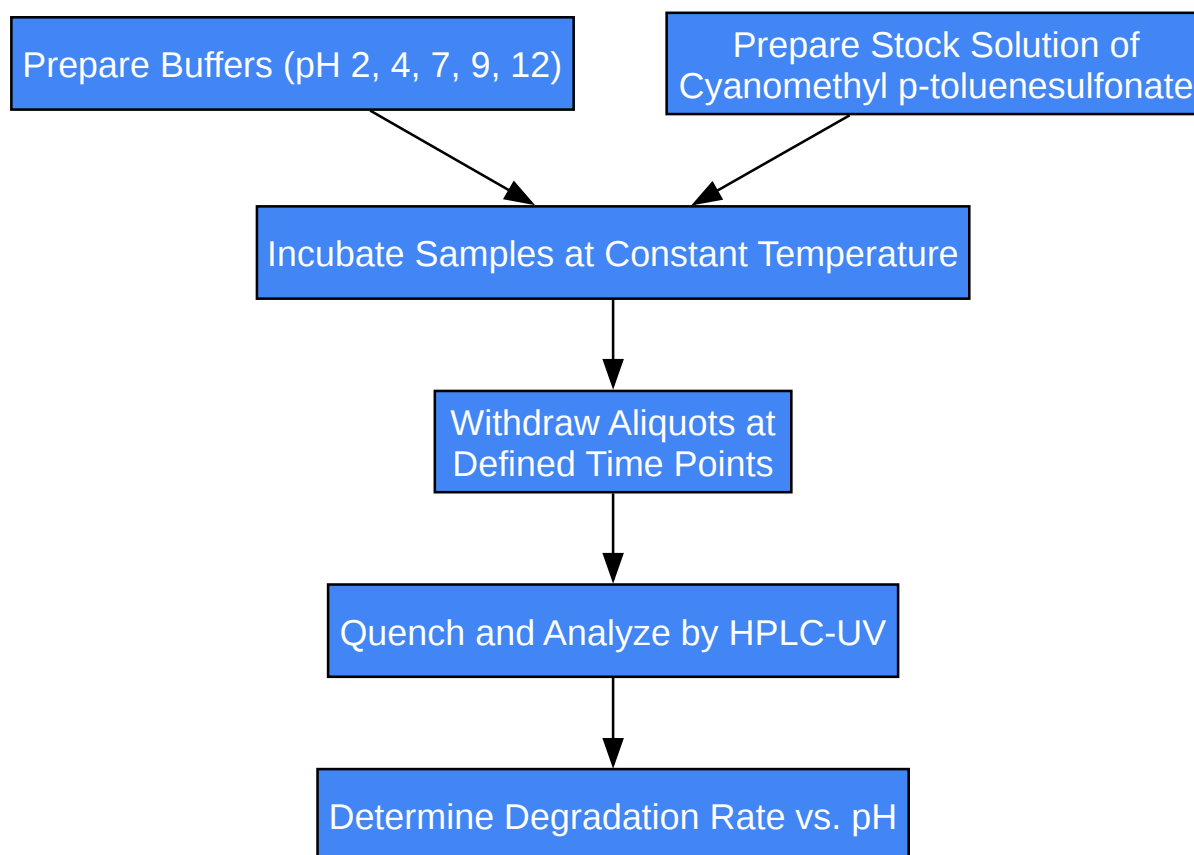 Prepare Buffers (pH 2, 4, 7, 9, 12)
Prepare Stock Solution of
Cyanomethyl p-toluenesulfonate
Incubate Samples at Constant Temperature
Withdraw Aliquots at
Defined Time Points
Quench and Analyze by HPLC-UV
Determine Degradation Rate vs. pH